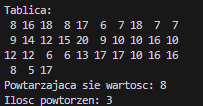 Tablica:
 8 16 18  8 17  6  7 18  7  7
 9 14 12 15 20  9 10 10 16 10
12 12  6  6 13 17 17 10 16 16
 8  5 17
Powtarzajaca sie wartosc: 8
Ilosc powtorzen: 3